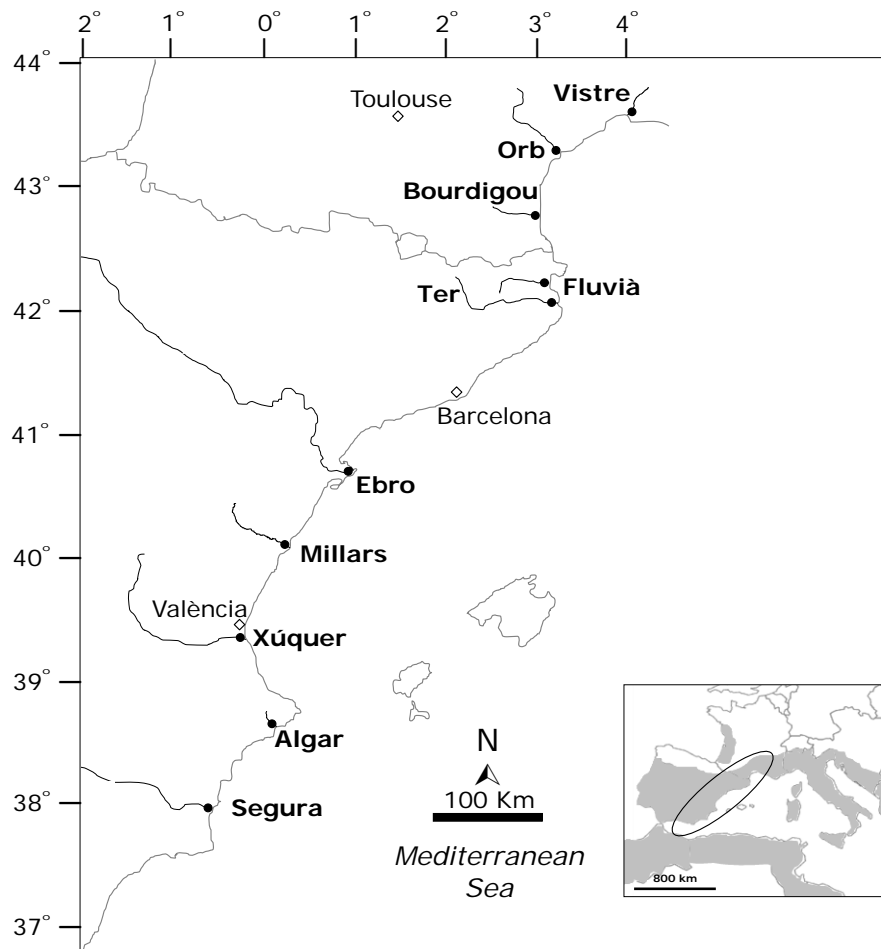 2° 1° 0° 1° 2° 3° 4°
44°
Vistre
Toulouse
Orb
43°
Bourdigou
Fluvià
Ter
42°
Barcelona
41°
Ebro
Millars
40°
València
Xúquer
39°
Algar
N
100 Km
38°
Segura
Mediterranean
Sea
800 km
37°